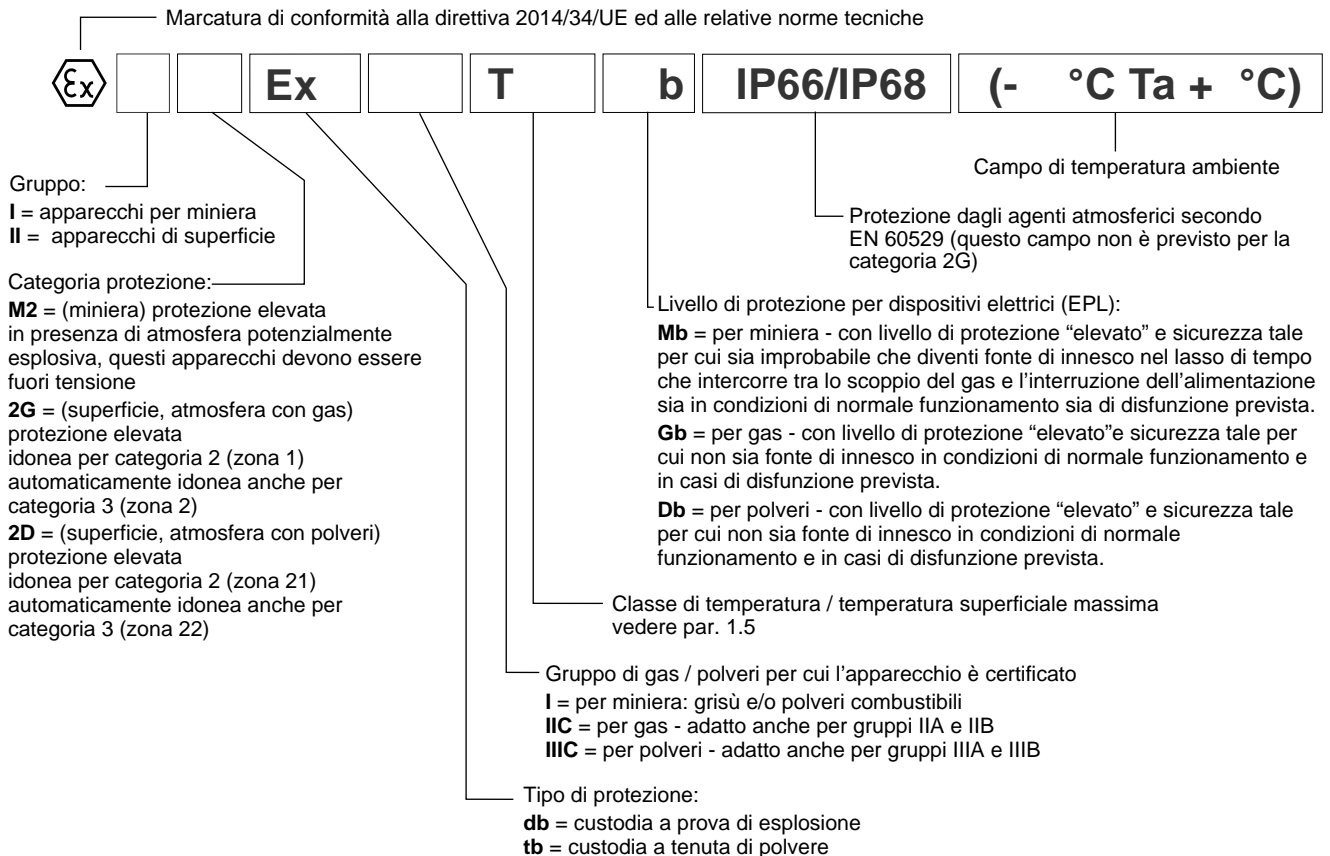 Marcatura di conformità alla direttiva 2014/34/UE ed alle relative norme tecniche
Ex Ex T b IP66/IP68 (- °C Ta + °C)
Campo di temperatura ambiente
Gruppo:
I = apparecchi per miniera
II = apparecchi di superficie
Protezione dagli agenti atmosferici secondo
EN 60529 (questo campo non è previsto per la
categoria 2G)
Categoria protezione:
M2 = (miniera) protezione elevata
in presenza di atmosfera potenzialmente
esplosiva, questi apparecchi devono essere
fuori tensione
2G = (superficie, atmosfera con gas)
protezione elevata
idonea per categoria 2 (zona 1)
automaticamente idonea anche per
categoria 3 (zona 2)
2D = (superficie, atmosfera con polveri)
protezione elevata
idonea per categoria 2 (zona 21)
automaticamente idonea anche per
categoria 3 (zona 22)
Livello di protezione per dispositivi elettrici (EPL):
Mb = per miniera - con livello di protezione “elevato” e sicurezza tale
per cui sia improbabile che diventi fonte di innesco nel lasso di tempo
che intercorre tra lo scoppio del gas e l’interruzione dell’alimentazione
sia in condizioni di normale funzionamento sia di disfunzione prevista.
Gb = per gas - con livello di protezione “elevato”e sicurezza tale per
cui non sia fonte di innesco in condizioni di normale funzionamento e
in casi di disfunzione prevista.
Db = per polveri - con livello di protezione “elevato” e sicurezza tale
per cui non sia fonte di innesco in condizioni di normale
funzionamento e in casi di disfunzione prevista.
Classe di temperatura / temperatura superficiale massima
vedere par. 1.5
Gruppo di gas / polveri per cui l’apparecchio è certificato
I = per miniera: grisù e/o polveri combustibili
IIC = per gas - adatto anche per gruppi IIA e IIB
IIIC = per polveri - adatto anche per gruppi IIIA e IIIB
Tipo di protezione:
db = custodia a prova di esplosione
tb = custodia a tenuta di polvere